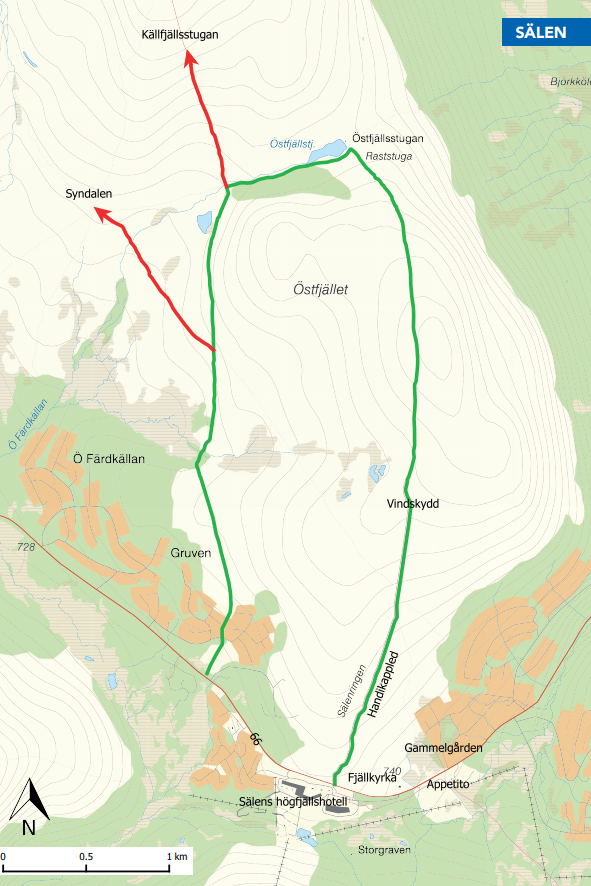 SÄLEN
Källfjällsstugan
Björkköl
Östfjällstj.
Östfjällsstugan
Raststuga
Syndalen
Östfjället
Ö Färdkällan
Ö Färdkällan
Vindskydd
728
Gruven
Sälenringen
Handikappled
66
Gammelgården
Fjällkyrka
740
Appetito
Sälens högfjällshotell
N
Storgraven
0 0.5 1 km